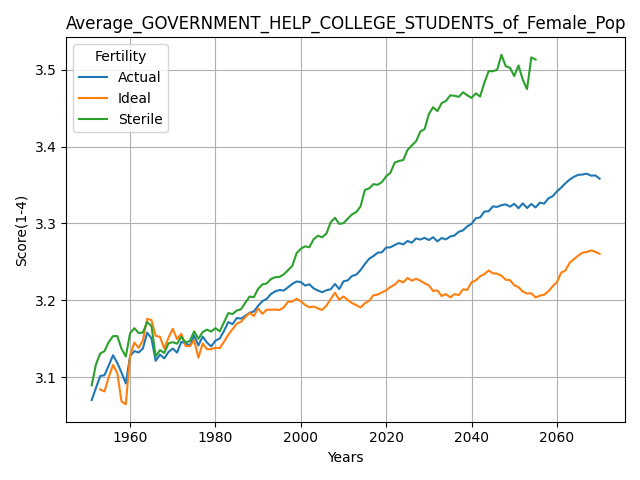 Average_GOVERNMENT_HELP_COLLEGE_STUDENTS_of_Female_Pop
Fertility
Actual
Ideal
Sterile
3.5
3.4
3.3
3.2
3.1
Score(1-4)
1960 1980 2000 2020 2040 2060
Years